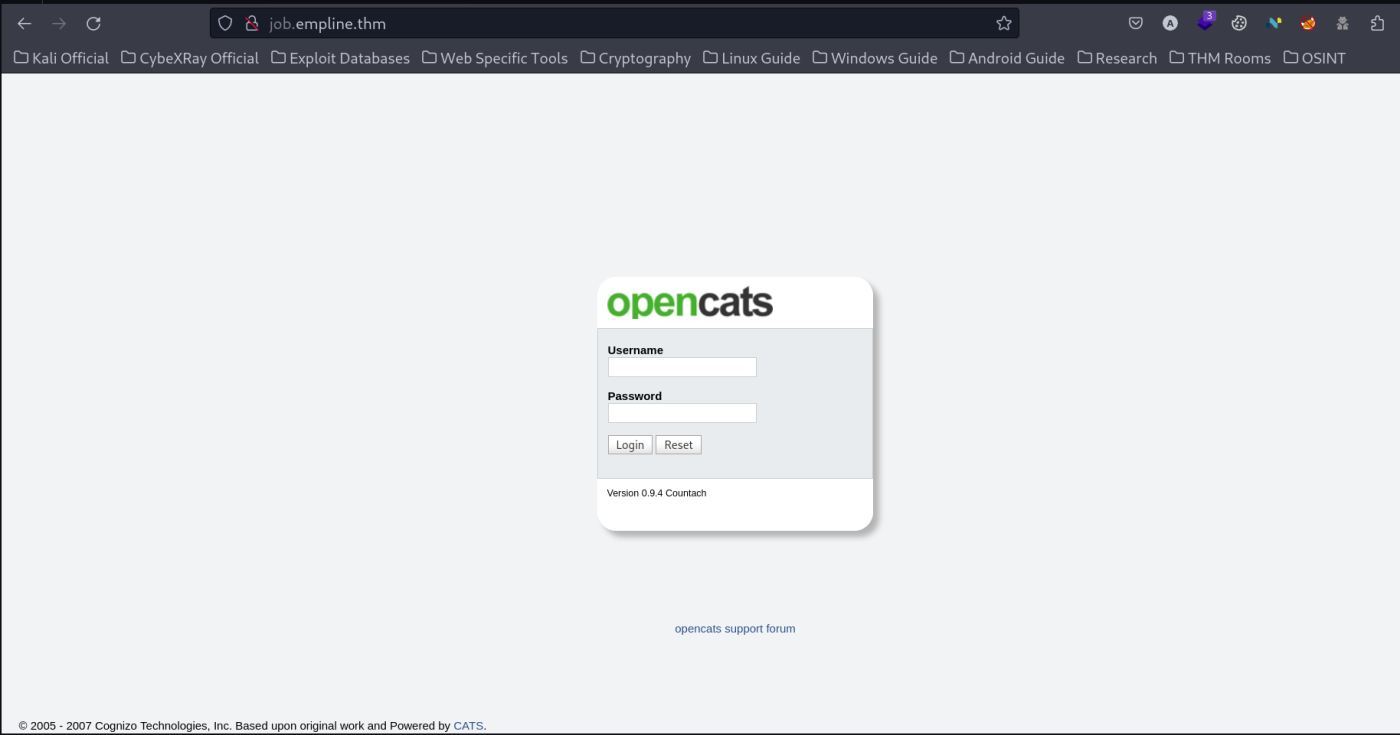 job.empline.thm
3
Kali Official CybeXRay Official Exploit Databases Web Specific Tools Cryptography Linux Guide Windows Guide Android Guide Research THM Rooms OSINT
opencats
Username
Password
Login Reset
Version 0.9.4 Countach
opencats support forum
© 2005 - 2007 Cognizo Technologies, Inc. Based upon original work and Powered by CATS.